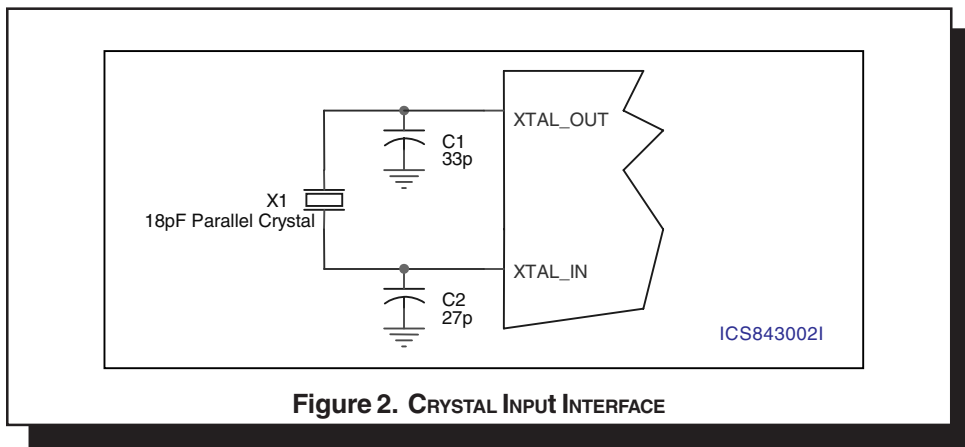 XTAL_OUT
C1
33p
X1
18pF Parallel Crystal
XTAL_IN
C2
27p
ICS843002I
Figure 2. CRYSTAL INPUt INTERFACE